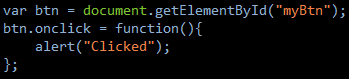 var btn = document.getElementById("myBtn");
btn.onclick = function(){
    alert("Clicked");
};